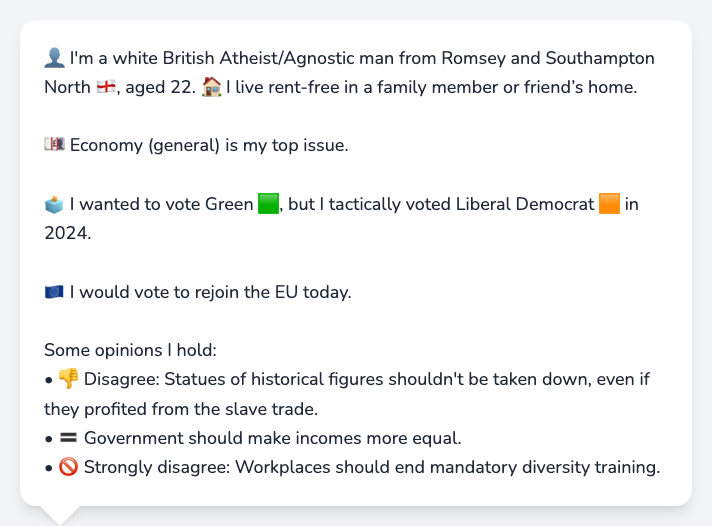 👤 I'm a white British Atheist/Agnostic man from Romsey and Southampton
North 🏴󠁧󠁢󠁥󠁮󠁧󠁿, aged 22. 🏠 I live rent-free in a family member or friend’s home.
💷 Economy (general) is my top issue.
🗳️ I wanted to vote Green 🟩, but I tactically voted Liberal Democrat 🟧 in
2024.
🇪🇺 I would vote to rejoin the EU today.
Some opinions I hold:
• 👎 Disagree: Statues of historical figures shouldn't be taken down, even if
they profited from the slave trade.
• 🟰 Government should make incomes more equal.
• 🚫 Strongly disagree: Workplaces should end mandatory diversity training.